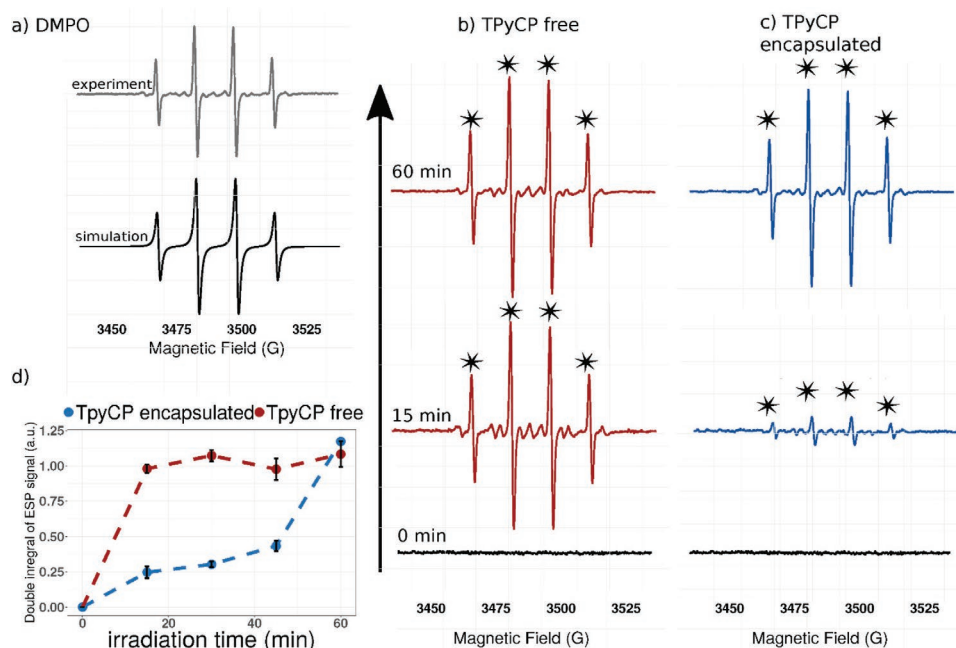 a) DMPO
experiment
simulation
3450 3475 3500 3525
Magnetic Field (G)
b) TPyCP free
60 min
15 min
0 min
3450 3475 3500 3525
Magnetic Field (G)
c) TPyCP
encapsulated
3450 3475 3500 3525
Magnetic Field (G)
d)
TpyCP encapsulated TpyCP free
Double inregral of ESP signal (a.u.)
1.25
1.00
0.75
0.50
0.25
0.00
0 20 40 60
irradiation time (min)